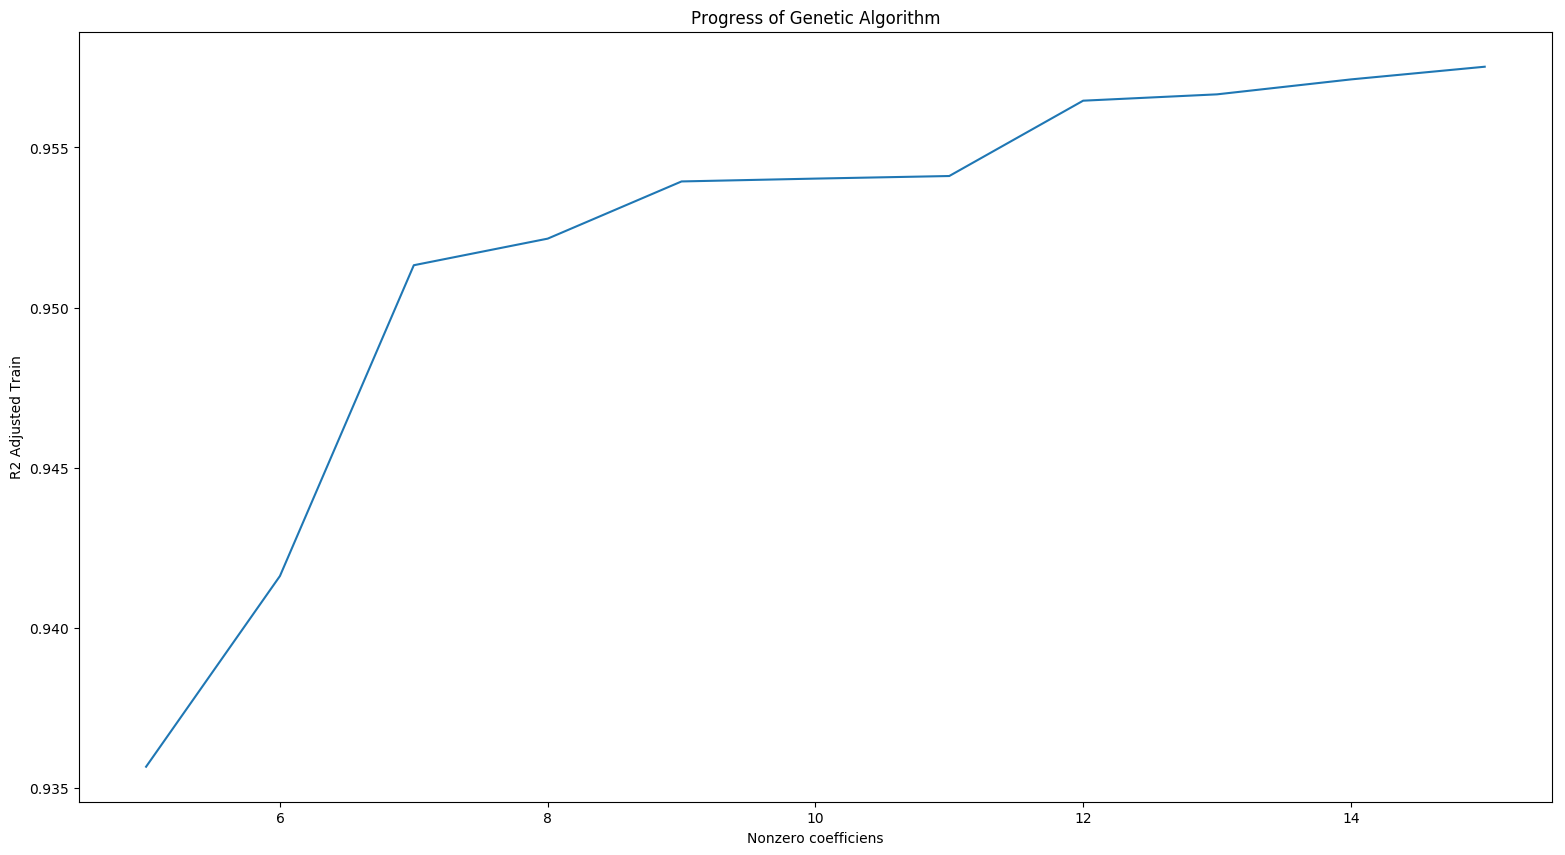 Progress of Genetic Algorithm
R2 Adjusted Train
0.955
0.950
0.945
0.940
0.935
6 8 10 12 14
Nonzero coefficiens